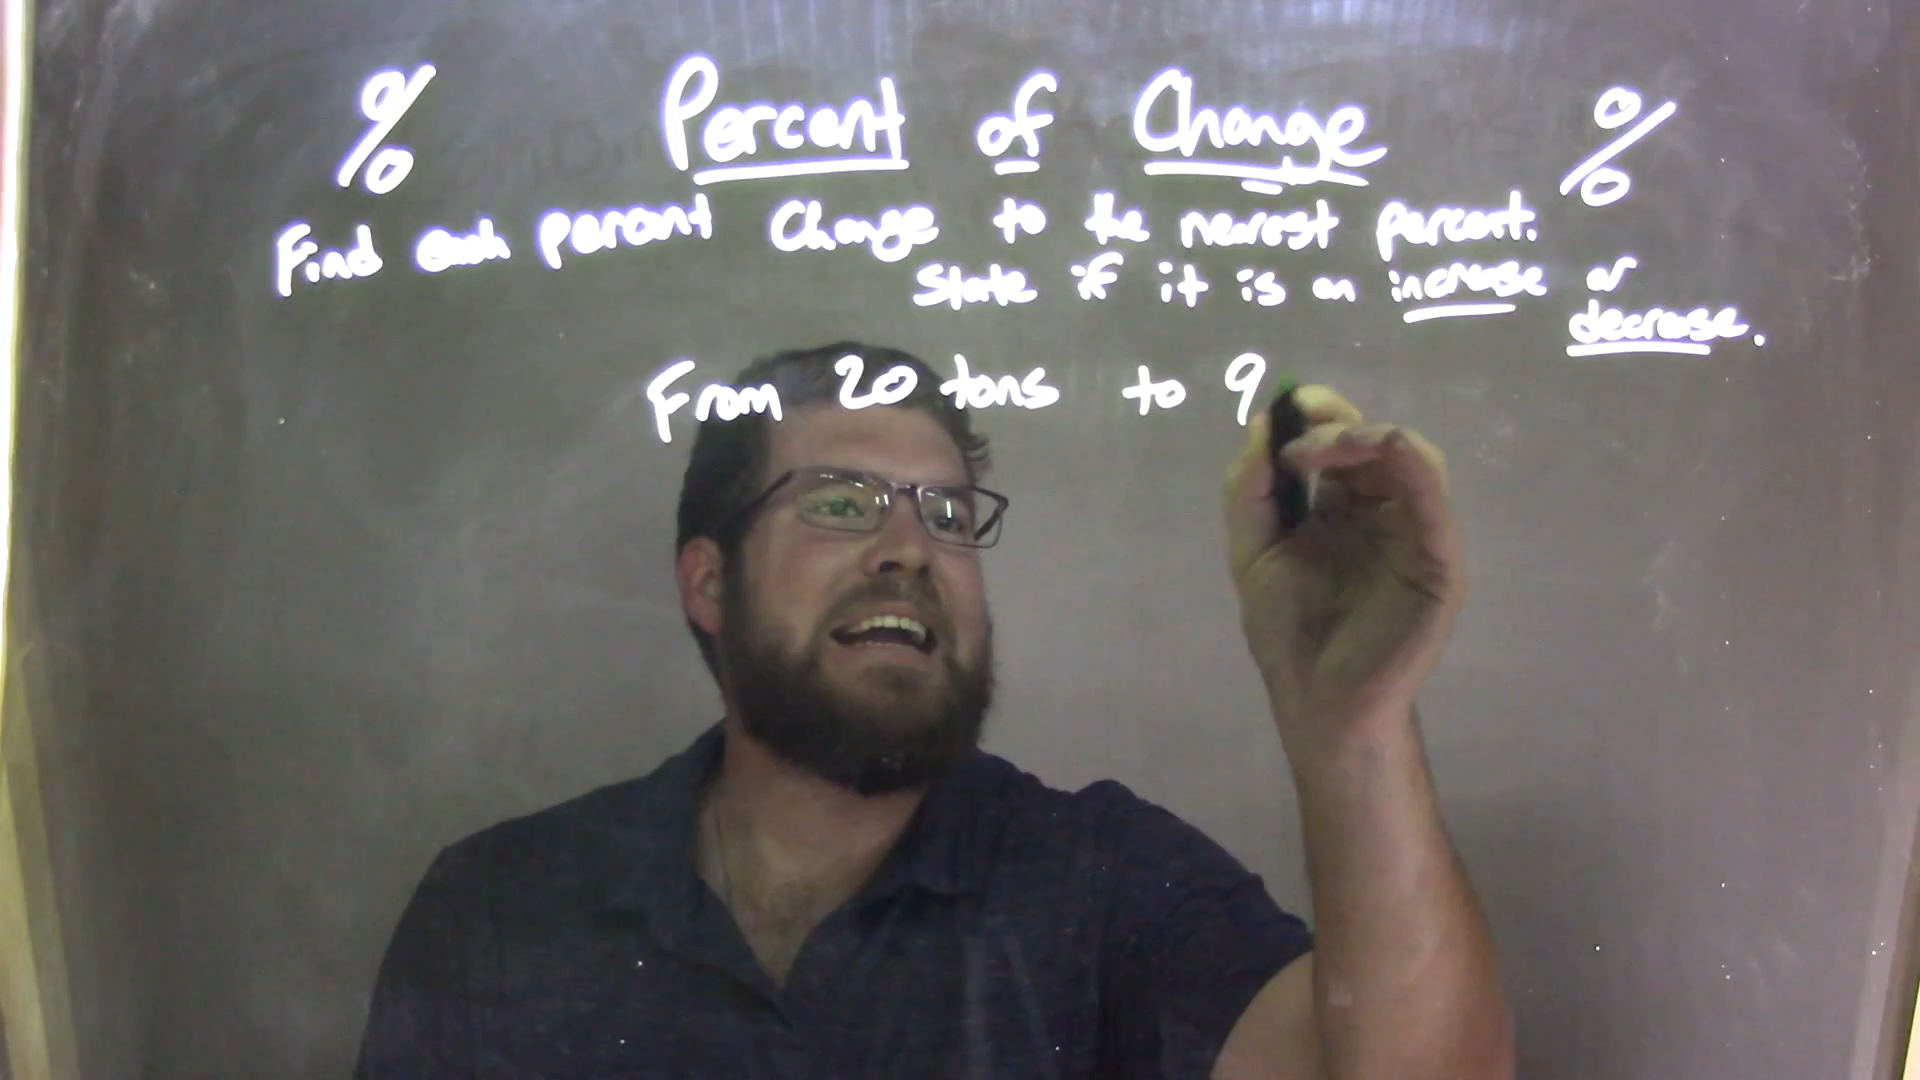 % Percent of Change %
Find each percent change to the nearest percent.
State if it is an increase or
decrease.
From 20 tons to 9